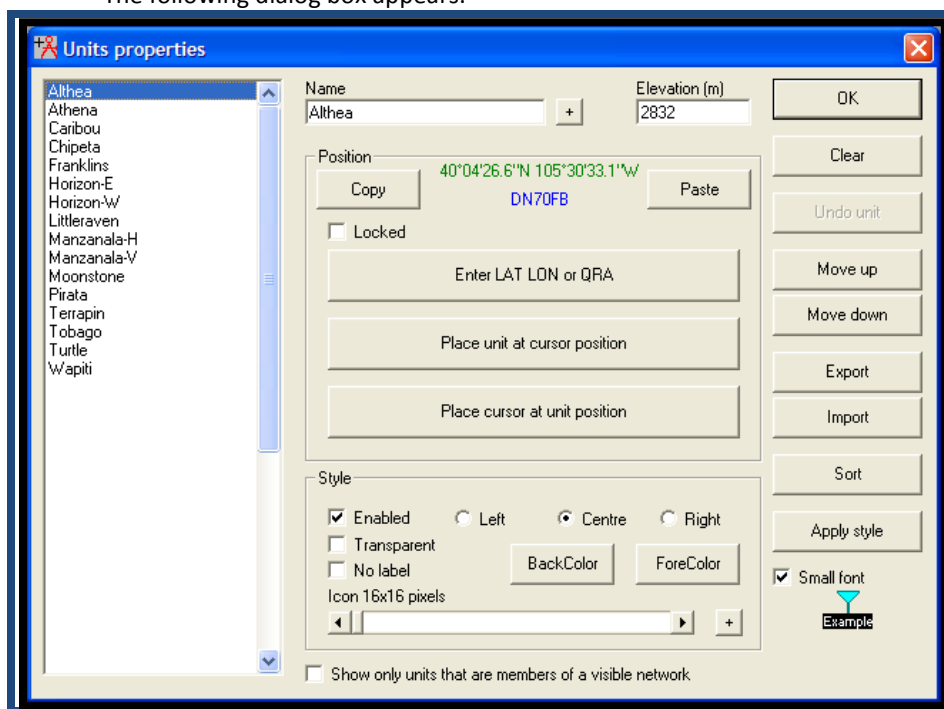 The following dialog box appears:
Units properties
Althea
Athena
Caribou
Chipeta
Franklins
Horizon-E
Horizon-W
Littleraven
Manzanala-H
Manzanala-V
Moonstone
Pirata
Terrapin
Tobago
Turtle
Wapiti
Name
Althea
+
Elevation (m)
2832
Position
Copy
40°04'26.6"N 105°30'33.1"W
DN70FB
Paste
Locked
Enter LAT LON or QRA
Place unit at cursor position
Place cursor at unit position
Style
Enabled
Left
Centre
Right
Transparent
No label
BackColor
ForeColor
Icon 16x16 pixels
+
Show only units that are members of a visible network
OK
Clear
Undo unit
Move up
Move down
Export
Import
Sort
Apply style
Small font
Example